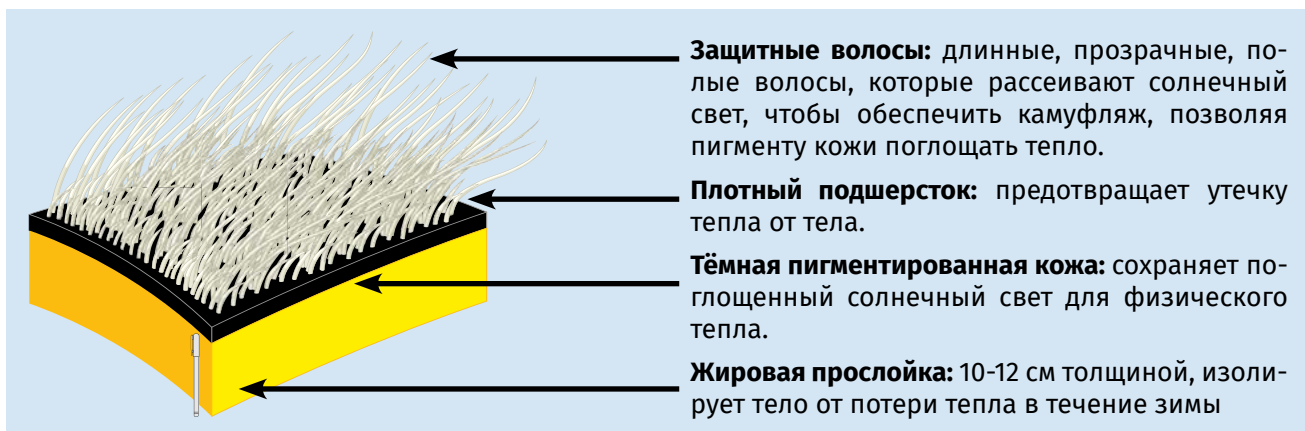 Защитные волосы: длинные, прозрачные, по-
лые волосы, которые рассеивают солнечный
свет, чтобы обеспечить камуфляж, позволяя
пигменту кожи поглощать тепло.
Плотный подшерсток: предотвращает утечку
тепла от тела.
Тёмная пигментированная кожа: сохраняет по-
глощенный солнечный свет для физического
тепла.
Жировая прослойка: 10-12 см толщиной, изоли-
рует тело от потери тепла в течение зимы